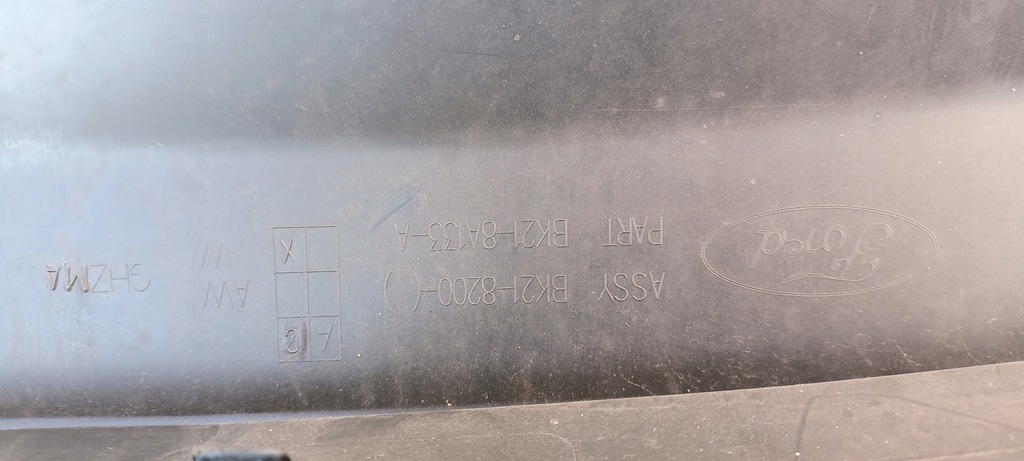 Ford
ASSY BK21-8200-( )
PART BK21-8A133-A
A C
X
AW
GHZMA